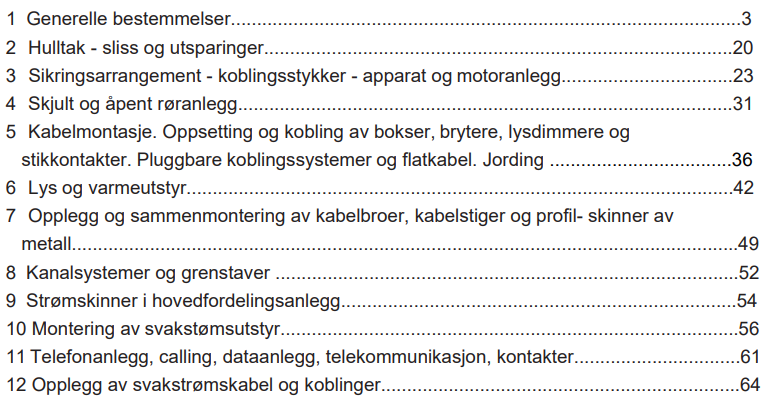 1 Generelle bestemmelser....................................................................................................3
2 Hulltak - sliss og utsparinger.............................................................................................20
3 Sikringsarrangement - koblingsstykker - apparat og motoranlegg.................................23
4 Skjult og åpent røranlegg..................................................................................................31
5 Kabelmontasje. Oppsetting og kobling av bokser, brytere, lysdimmere og
stikkontakter. Pluggbare koblingssystemer og flatkabel. Jording ...................................36
6 Lys og varmeutstyr............................................................................................................42
7 Opplegg og sammenmontering av kabelbroer, kabelstiger og profil- skinner av
metall..................................................................................................................................49
8 Kanalsystemer og grenstaver ...........................................................................................52
9 Strømskinner i hovedfordelingsanlegg..............................................................................54
10 Montering av svakstømsutstyr..........................................................................................56
11 Telefonanlegg, calling, dataanlegg, telekommunikasjon, kontakter................................61
12 Opplegg av svakstrømskabel og koblinger.......................................................................64